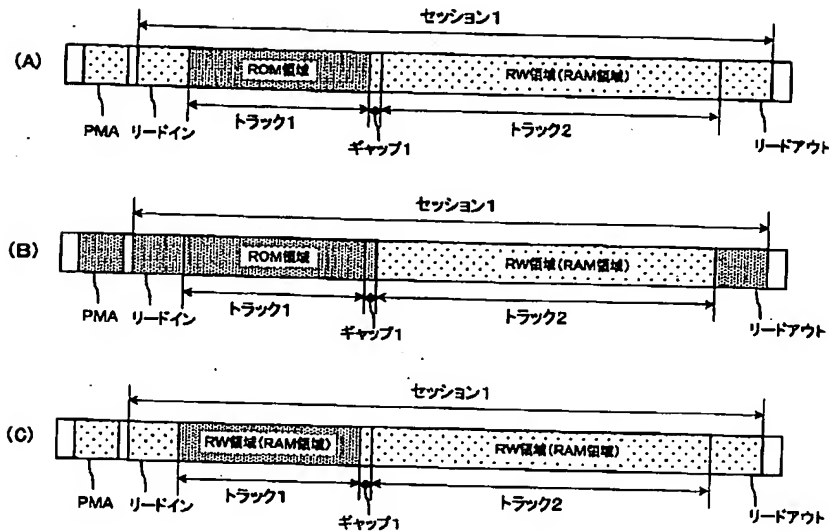 セッション1
(A)
ROM領域
RW領域(RAM領域)
PMA
リードイン
トラック1
ギャップ1
トラック2
リードアウト
セッション1
(B)
ROM領域
RW領域(RAM領域)
PMA
リードイン
トラック1
ギャップ1
トラック2
リードアウト
セッション1
(C)
RW領域(RAM領域)
RW領域(RAM領域)
PMA
リードイン
トラック1
ギャップ1
トラック2
リードアウト